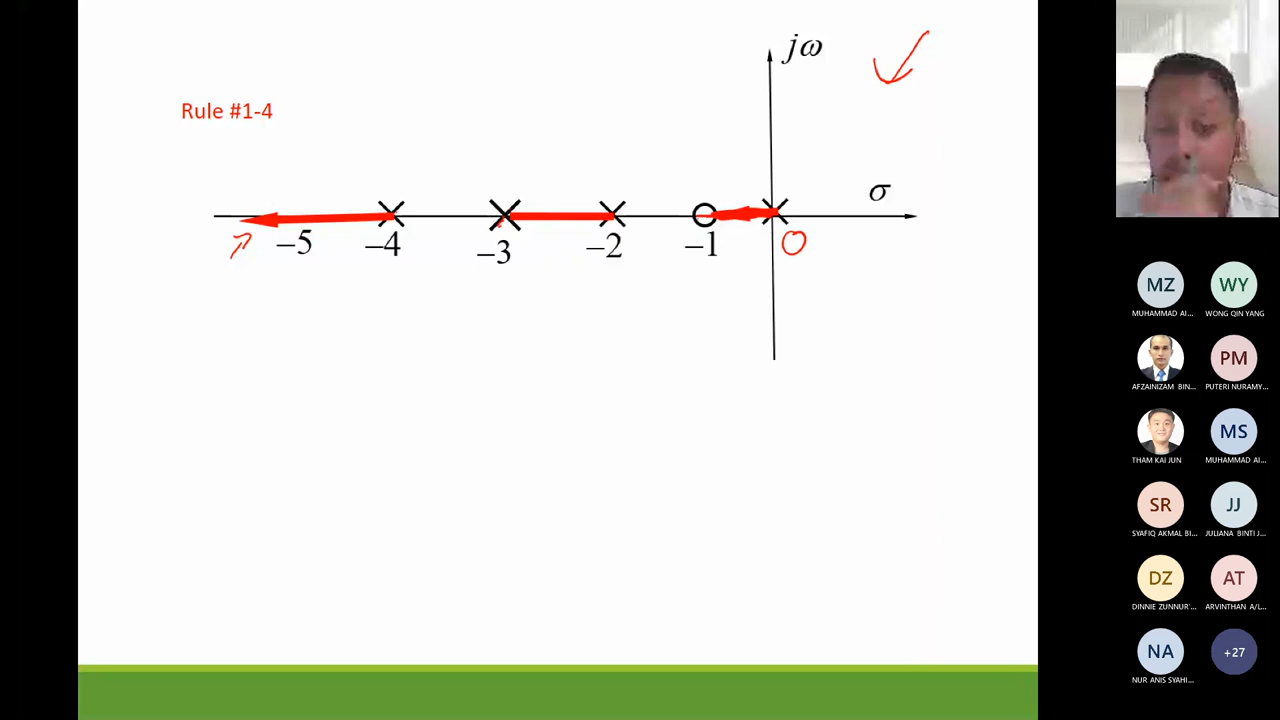 jω
Rule #1-4
σ
–5
–4
–3
–2
–1
0
MZ
WY
MUHAMMAD AI...
WONG QIN YANG
PM
AFZAINIZAM BIN...
PUTERI NURAMY...
MS
THAM KAI JUN
MUHAMMAD AI...
SR
JJ
SYAFIQ AKMAL BI...
JULIANA BINTI J...
DZ
AT
DINNIE ZUNNUR'...
ARVINTHAN A/L...
NA
+27
NUR ANIS SYAHI...